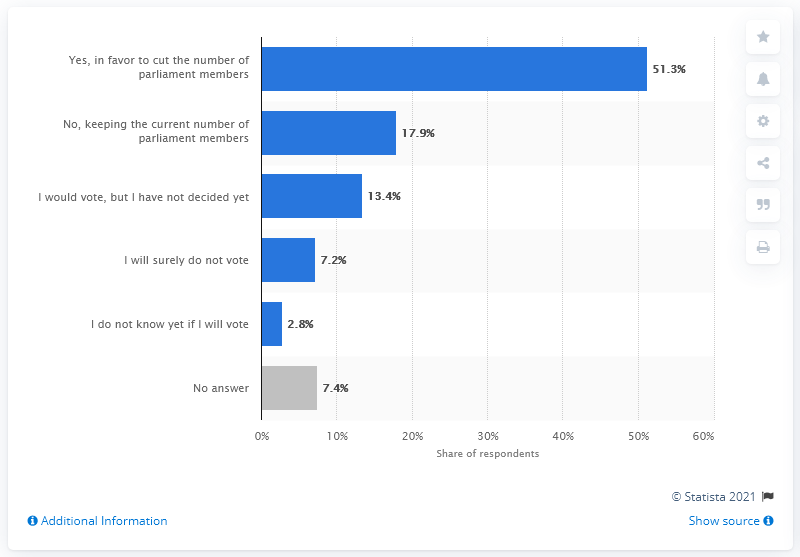 Yes, in favor to cut the number of
parliament members
51.3%
No, keeping the current number of
parliament members
17.9%
I would vote, but I have not decided yet
13.4%
I will surely do not vote
7.2%
I do not know yet if I will vote
2.8%
No answer
7.4%
0% 10% 20% 30% 40% 50% 60%
Share of respondents
© Statista 2021
Additional Information
Show source